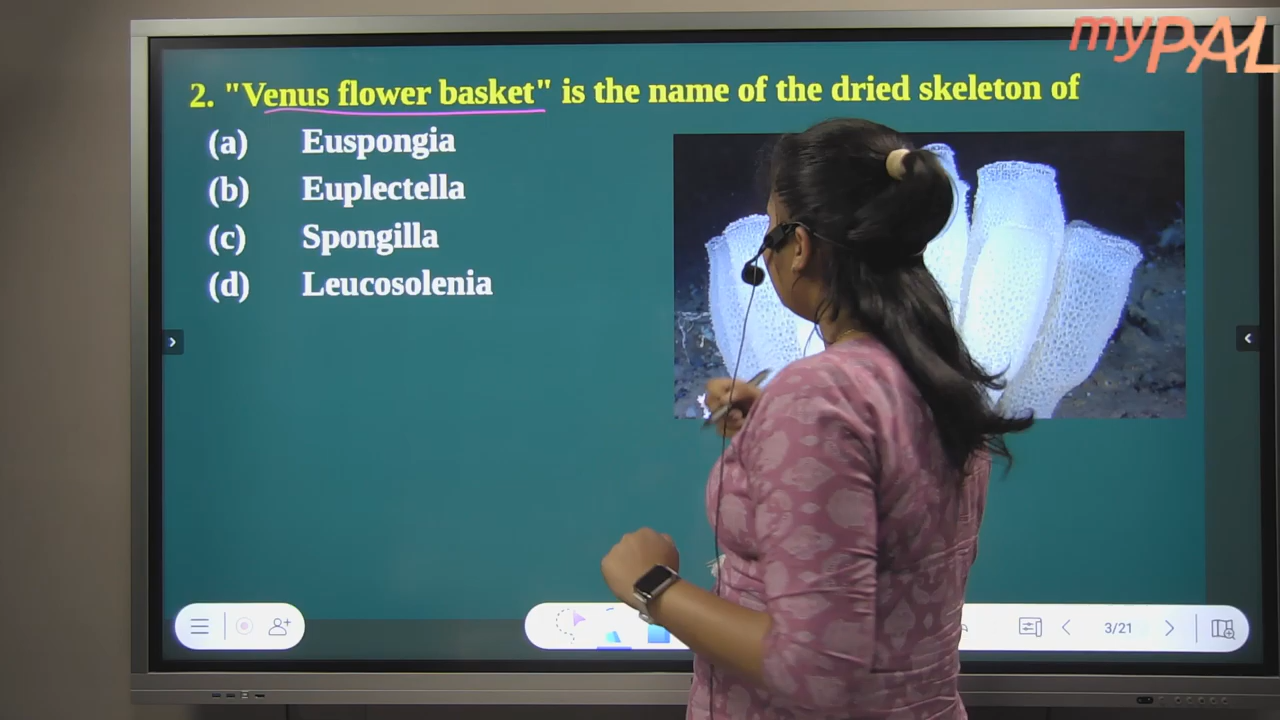 myPAL
2. "Venus flower basket" is the name of the dried skeleton of
(a) Euspongia
(b) Euplectella
(c) Spongilla
(d) Leucosolenia
3/21